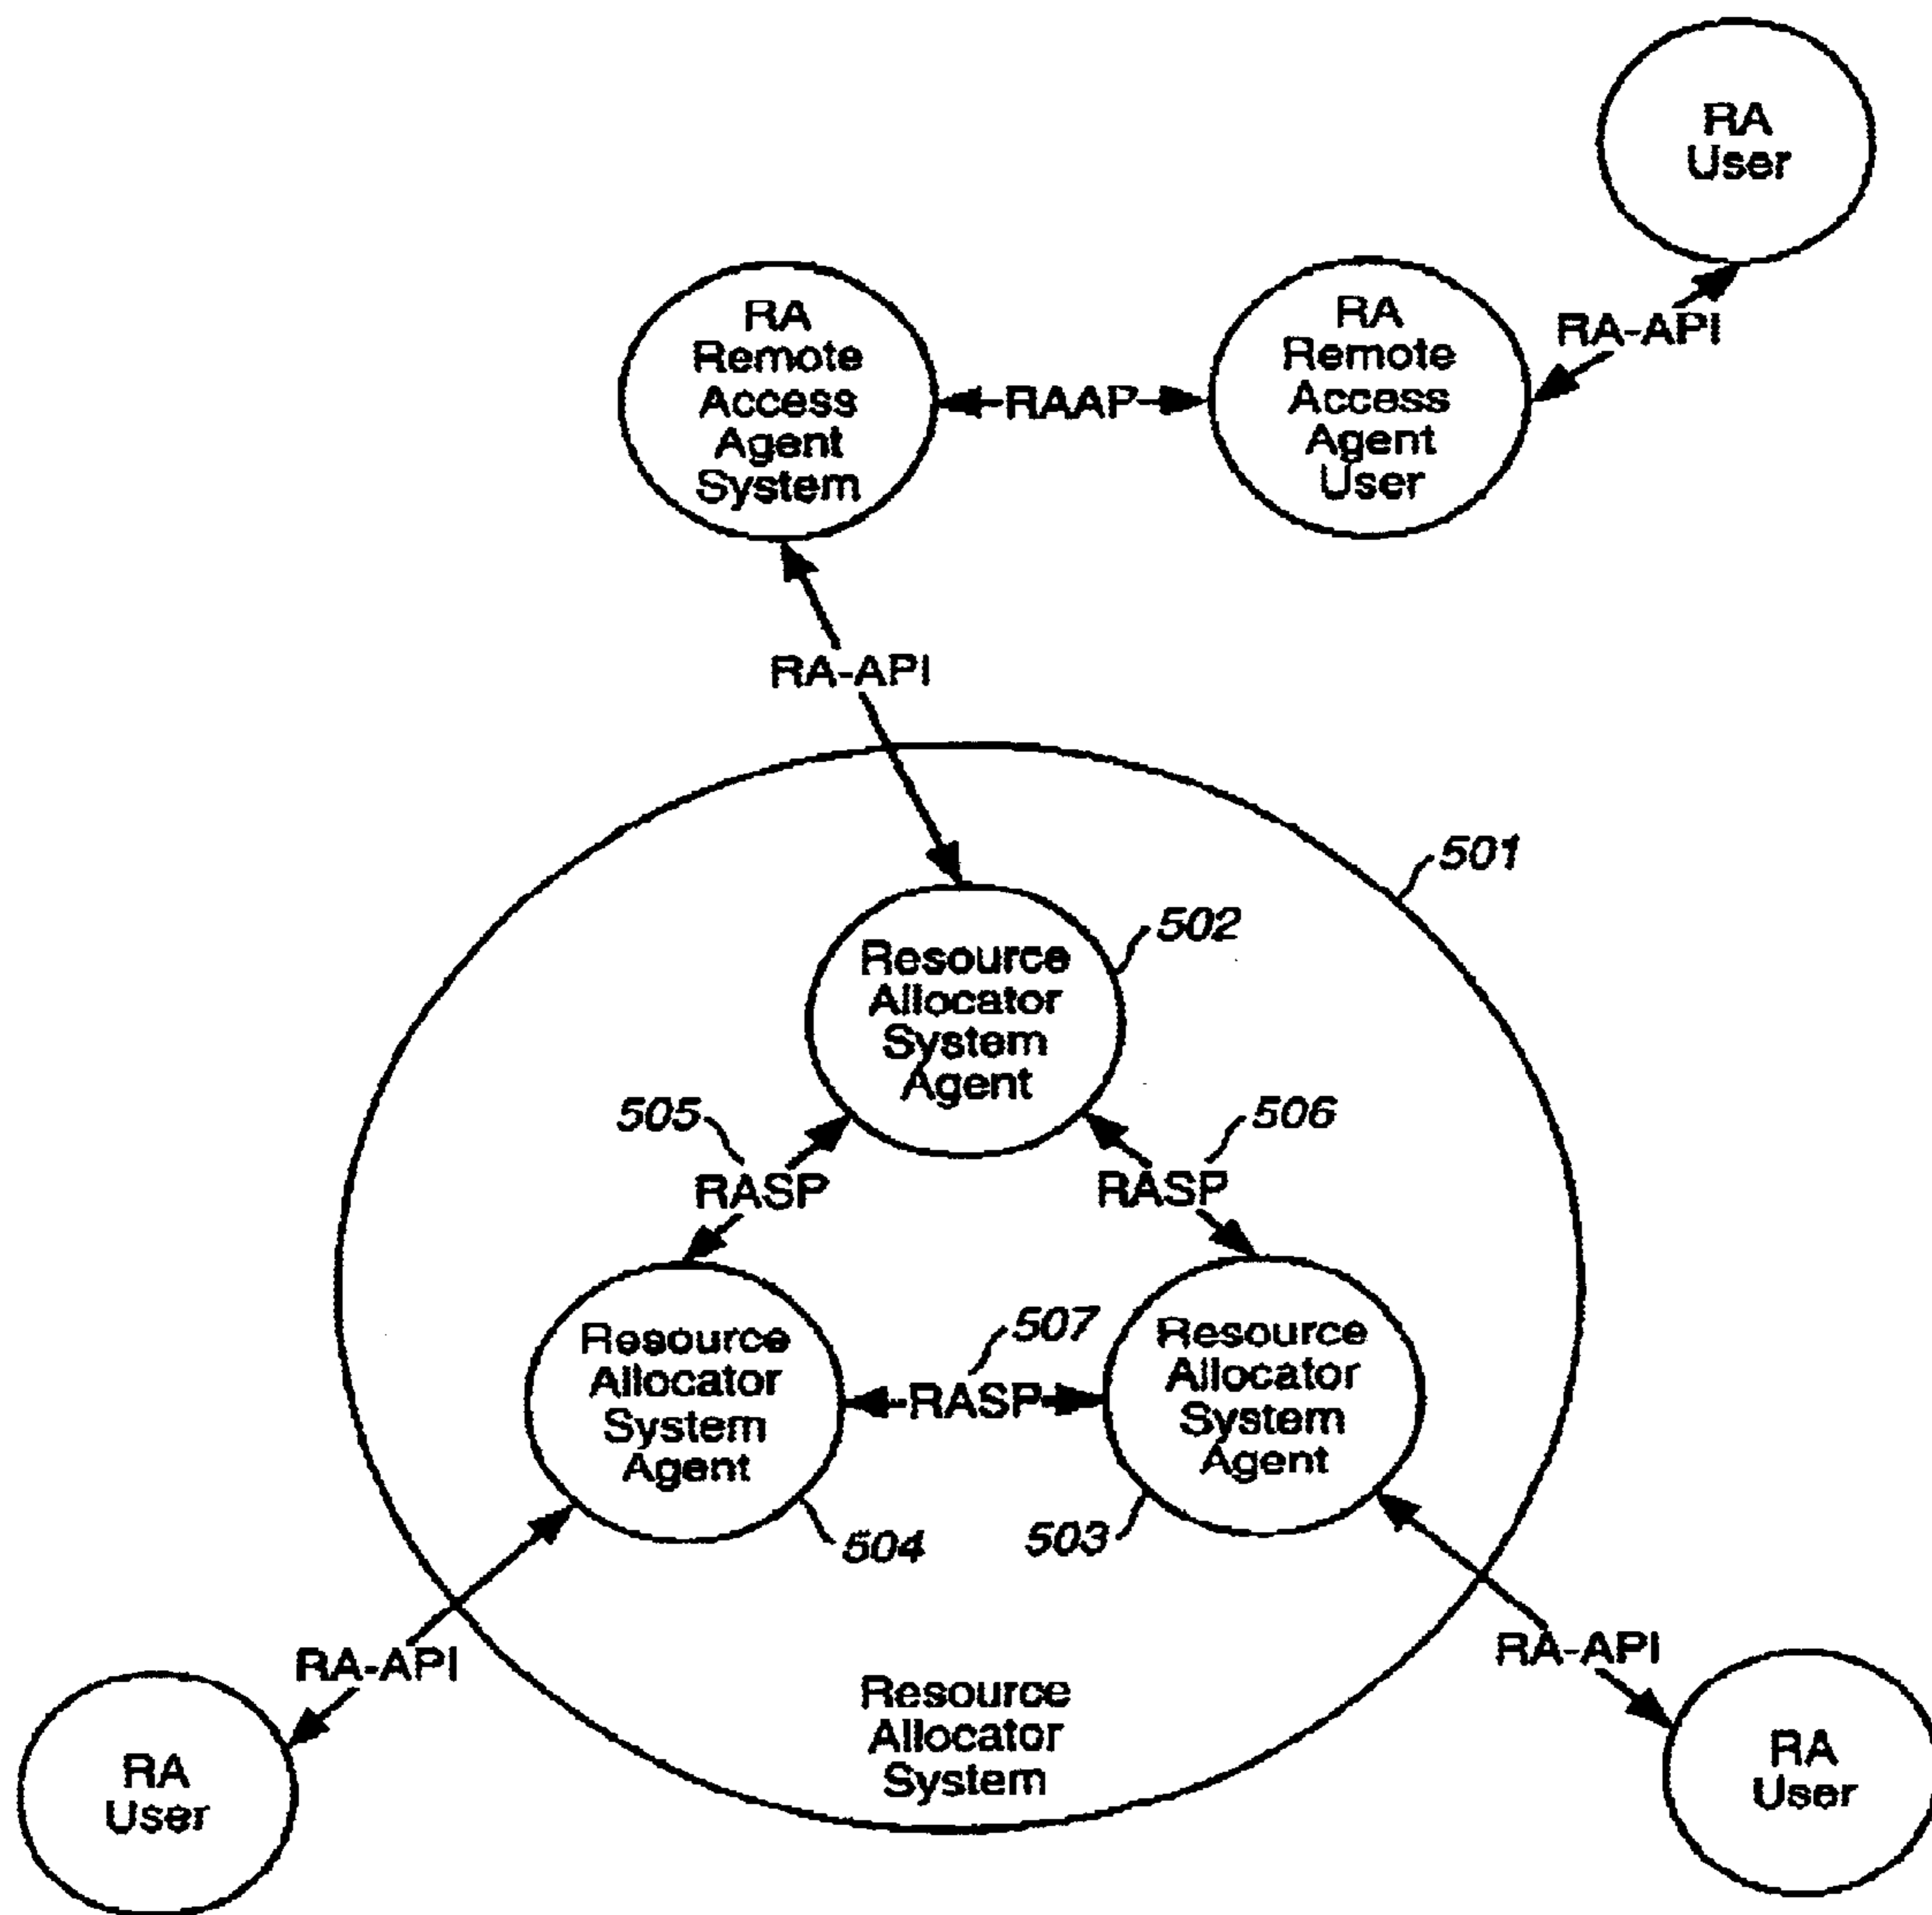 RA
User
RA
Remote
Access
Agent
System
RAAP
RA
Remote
Access
Agent
User
RA-API
RA-API
501
502
Resource
Allocator
System
Agent
505
506
RASP
RASP
507
Resource
Allocator
System
Agent
RASP
Resource
Allocator
System
Agent
504
503
RA-API
RA-API
Resource
Allocator
System
RA
User
RA
User